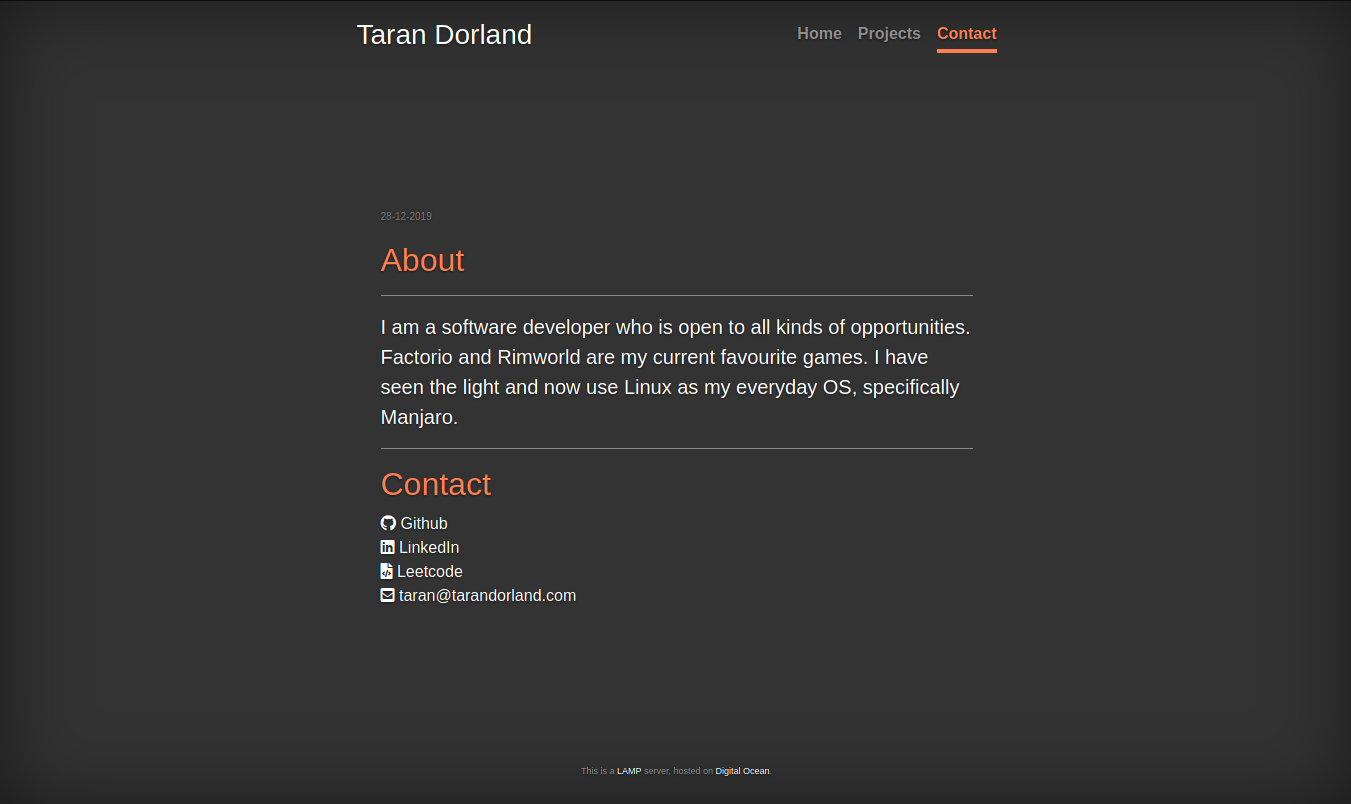 Taran Dorland
Home Projects Contact
28-12-2019
About
I am a software developer who is open to all kinds of opportunities.
Factorio and Rimworld are my current favourite games. I have
seen the light and now use Linux as my everyday OS, specifically
Manjaro.
Contact
Github
LinkedIn
Leetcode
taran@tarandorland.com
This is a LAMP server, hosted on Digital Ocean.